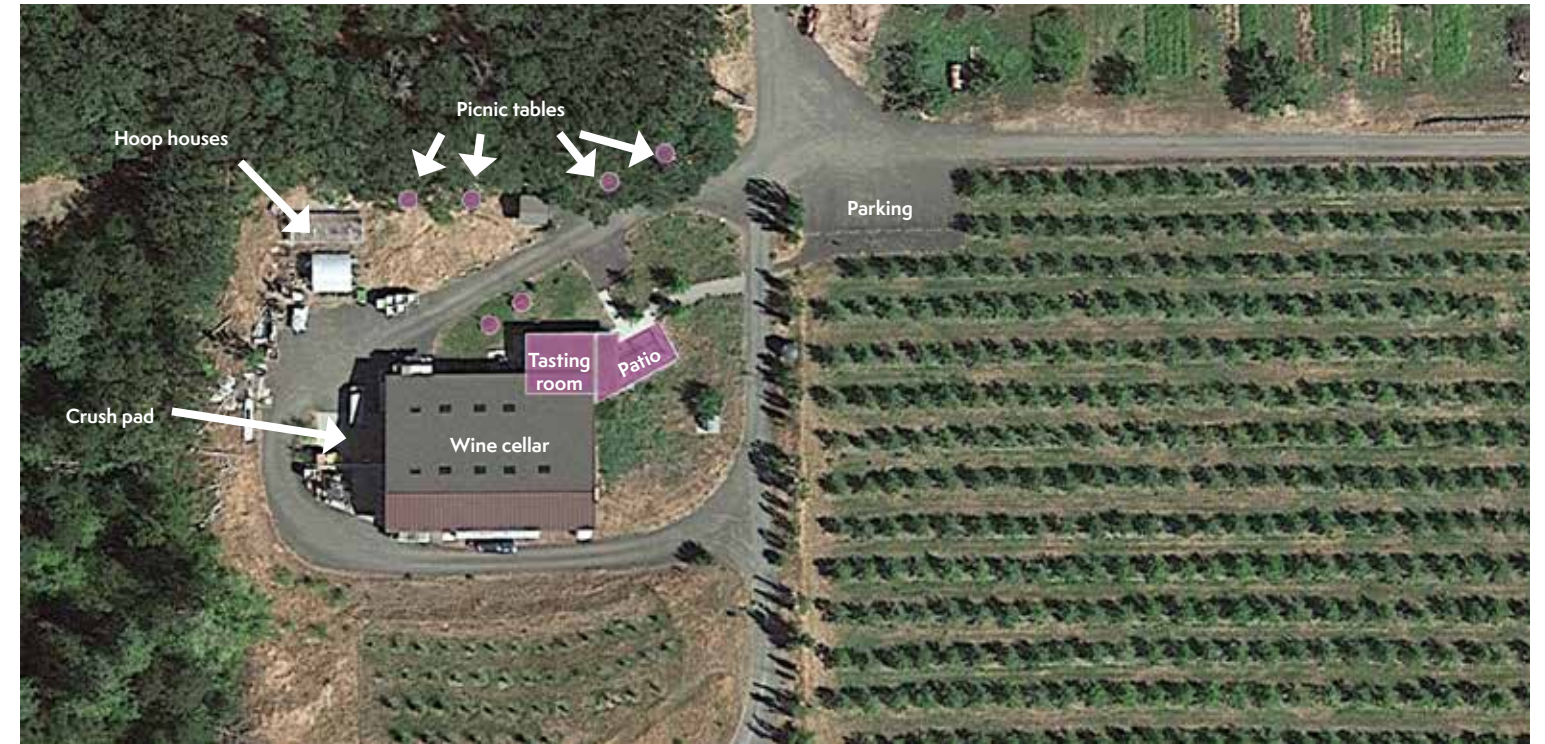 Picnic tables
Hoop houses
Parking
Tasting
room
Patio
Crush pad
Wine cellar